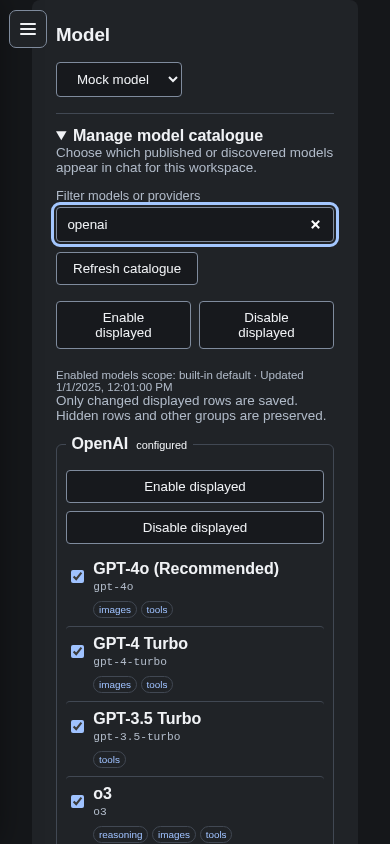 Model
Mock model
Manage model catalogue
Choose which published or discovered models
appear in chat for this workspace.
Filter models or providers
openai
Refresh catalogue
Enable
displayed
Disable
displayed
Enabled models scope: built-in default · Updated
1/1/2025, 12:01:00 PM
Only changed displayed rows are saved.
Hidden rows and other groups are preserved.
OpenAI configured
Enable displayed
Disable displayed
GPT-4o (Recommended)
gpt-4o
images tools
GPT-4 Turbo
gpt-4-turbo
images tools
GPT-3.5 Turbo
gpt-3.5-turbo
tools
o3
o3
reasoning images tools